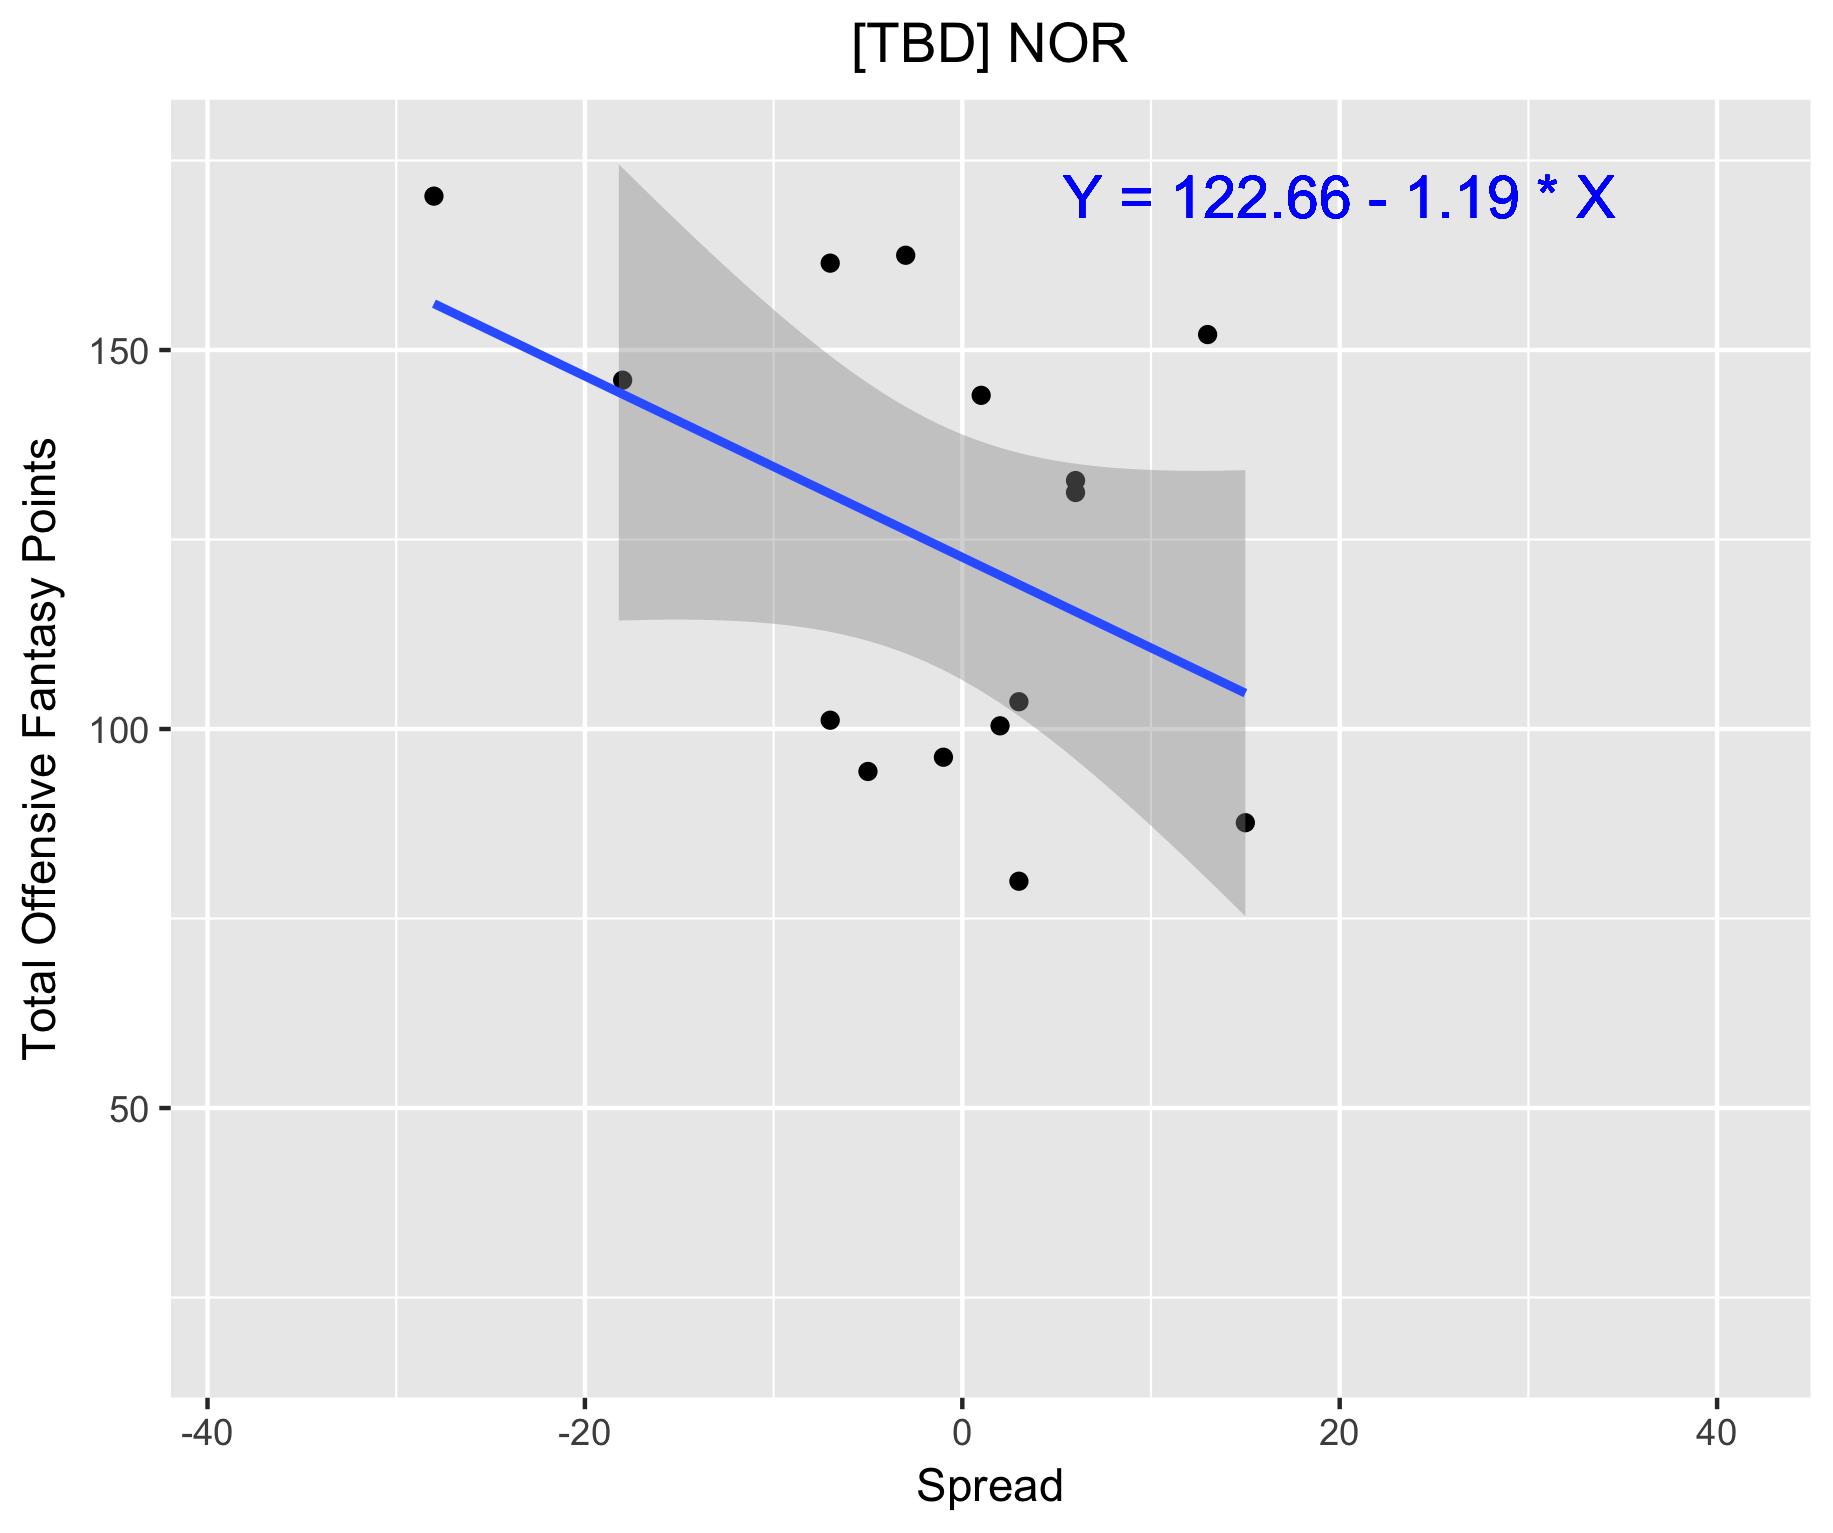 [TBD] NOR
Y = 122.66 - 1.19 * X
Total Offensive Fantasy Points
150
100
50
-40
-20
0
20
40
Spread